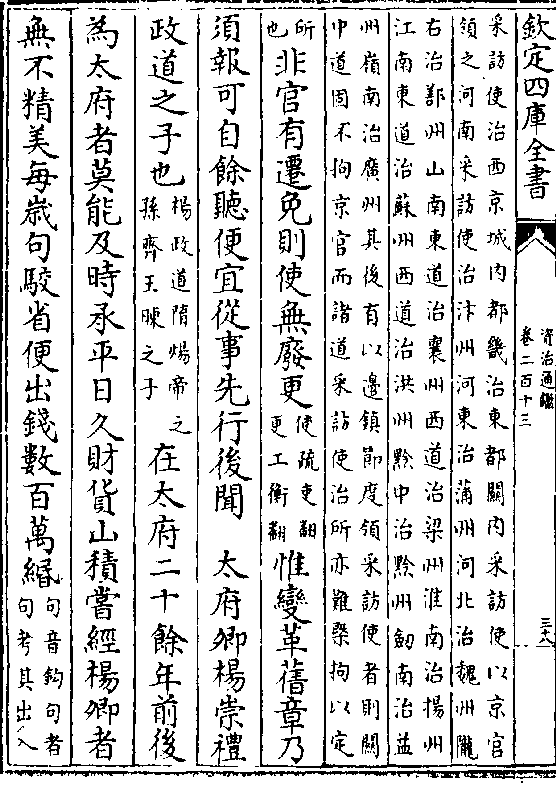 欽定四庫全書
資治通鑑
卷二百十三
采訪使治西京城内都畿治東都關内采訪使以京官
領之河南采訪使治汴州河東治蒲州河北治魏州隴
右治鄯州山南東道治襄州西道治梁州淮南治揚州
江南東道治蘇州西道治洪州黔中治黔州劒南治益
州嶺南治廣州其後有以邊鎮節度領采訪使者則關
中道固不拘京官而諸道采訪使治所亦難槩拘以定
所
也
非官有遷免則使無廢更
使疏吏翻
更工衡翻
惟變革舊章乃
須報可自餘聽便宜從事先行後聞 太府卿楊崇禮
政道之子也
楊政道隋煬帝之
孫齊王暕之子
在太府二十餘年前後
為太府者莫能及時承平日久財貨山積嘗經楊卿者
無不精美每歲句駮省便出錢數百萬緡
句音鈎句者
句考其出入